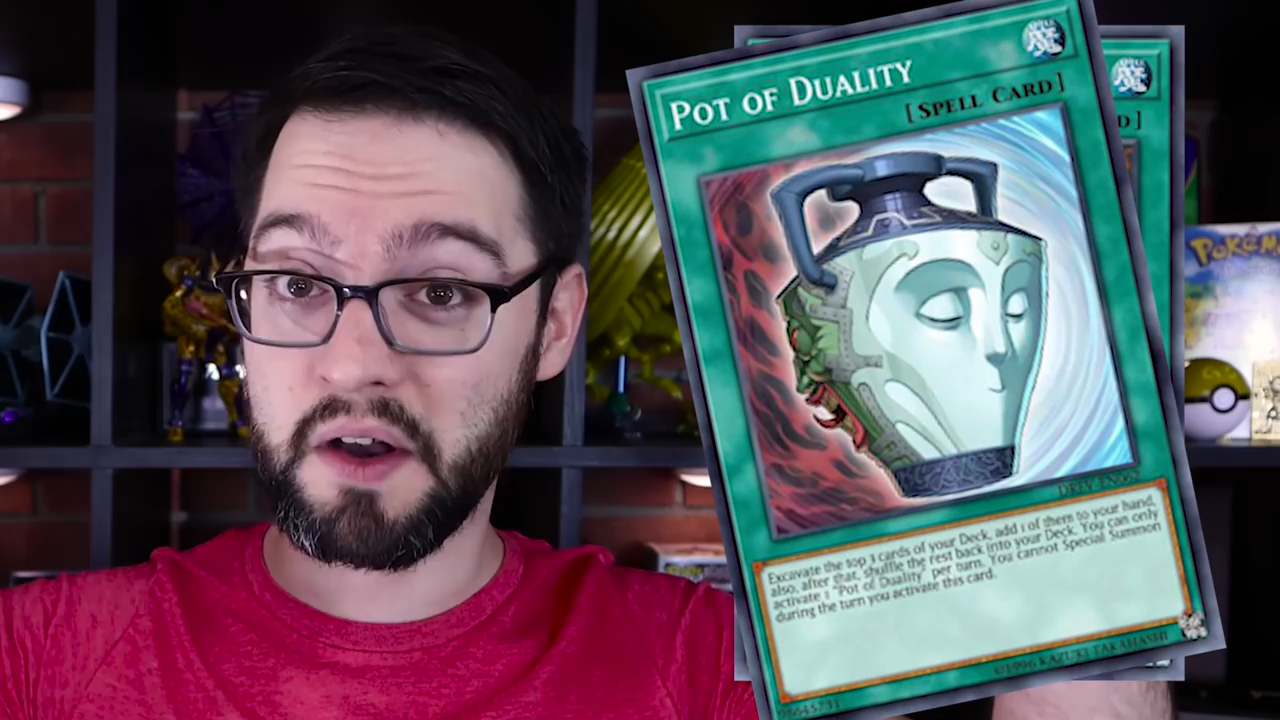 POT OF DUALITY
[ SPELL CARD ]
D ]
POKÉM
Excavate the top 3 cards of your Deck, add 1 of them to your hand,
also, after that, shuffle the rest back into your Deck. You can only
activate 1 "Pot of Duality" per turn. You cannot Special Summon
during the turn you activate this card.
©1996 KAZUKI TAKAHASHI